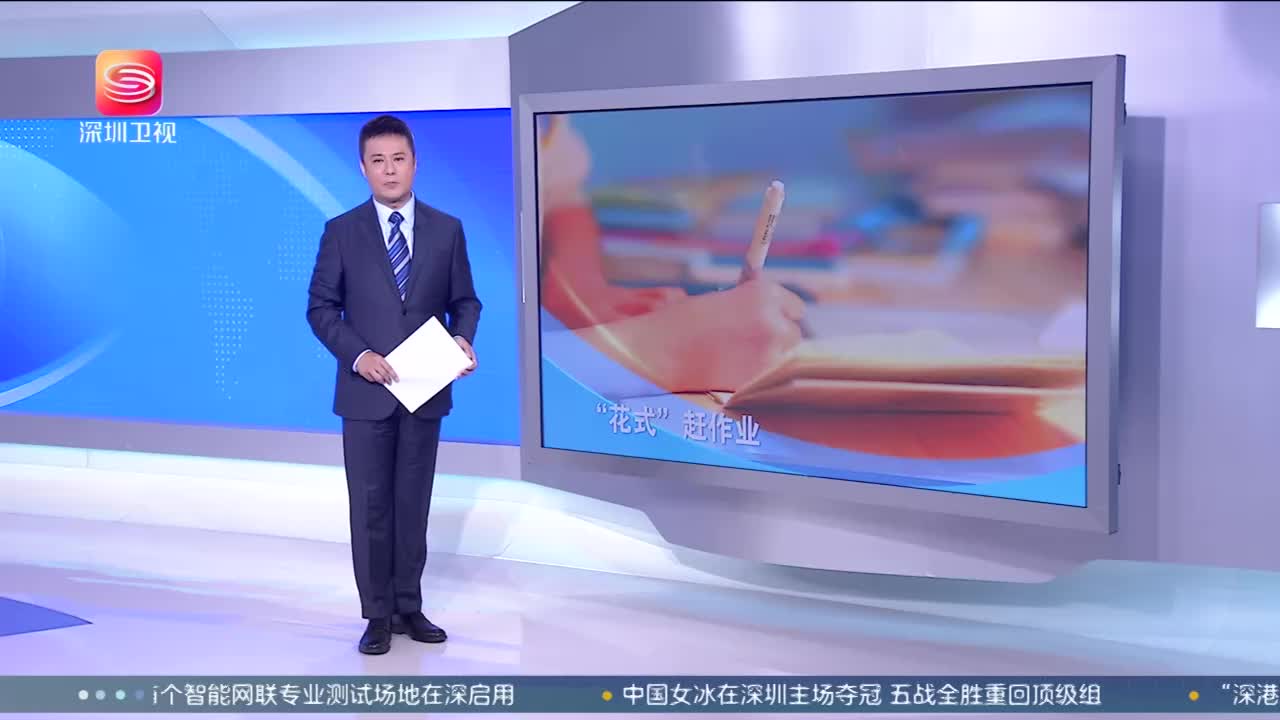 深圳卫视
“花式”赶作业
个智能网联专业测试场地在深启用
中国女冰在深圳主场夺冠 五战全胜重回顶级组
“深港